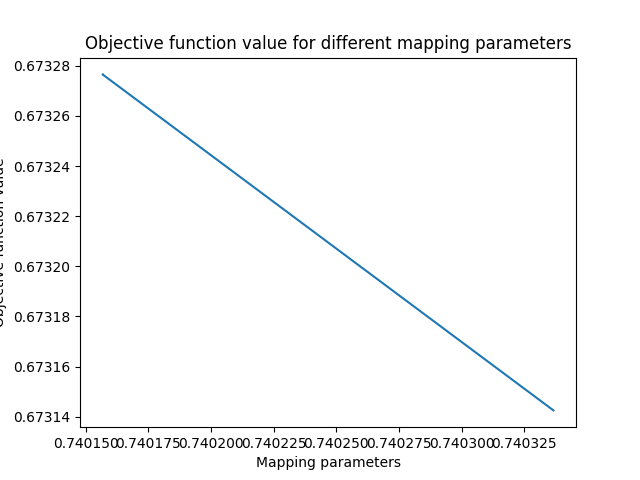 Objective function value for different mapping parameters
0.67328
0.67326
0.67324
0.67322
0.67320
0.67318
0.67316
0.67314
0.740150 0.740175 0.740200 0.740225 0.740250 0.740275 0.740300 0.740325
Mapping parameters